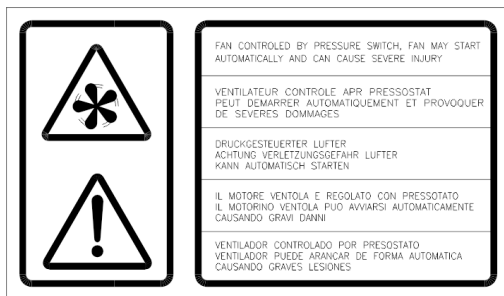 FAN CONTROLED BY PRESSURE SWITCH, FAN MAY START
AUTOMATICALLY AND CAN CAUSE SEVERE INJURY
VENTILATEUR CONTROLE APR PRESSOSTAT
PEUT DEMARRER AUTOMATIQUEMENT ET PROVOQUER
DE SEVERES DOMMAGES
DRUCKGESTEUERTER LUFTER
ACHTUNG VERLETZUNGSGEFAHR LUFTER
KANN AUTOMATISCH STARTEN
IL MOTORE VENTOLA E REGOLATO CON PRESSOTATO
IL MOTORINO VENTOLA PUO AVVIARSI AUTOMATICAMENTE
CAUSANDO GRAVI DANNI
VENTILADOR CONTROLADO POR PRESOSTATO
VENTILADOR PUEDE ARANCAR DE FORMA AUTOMATICA
CAUSANDO GRAVES LESIONES